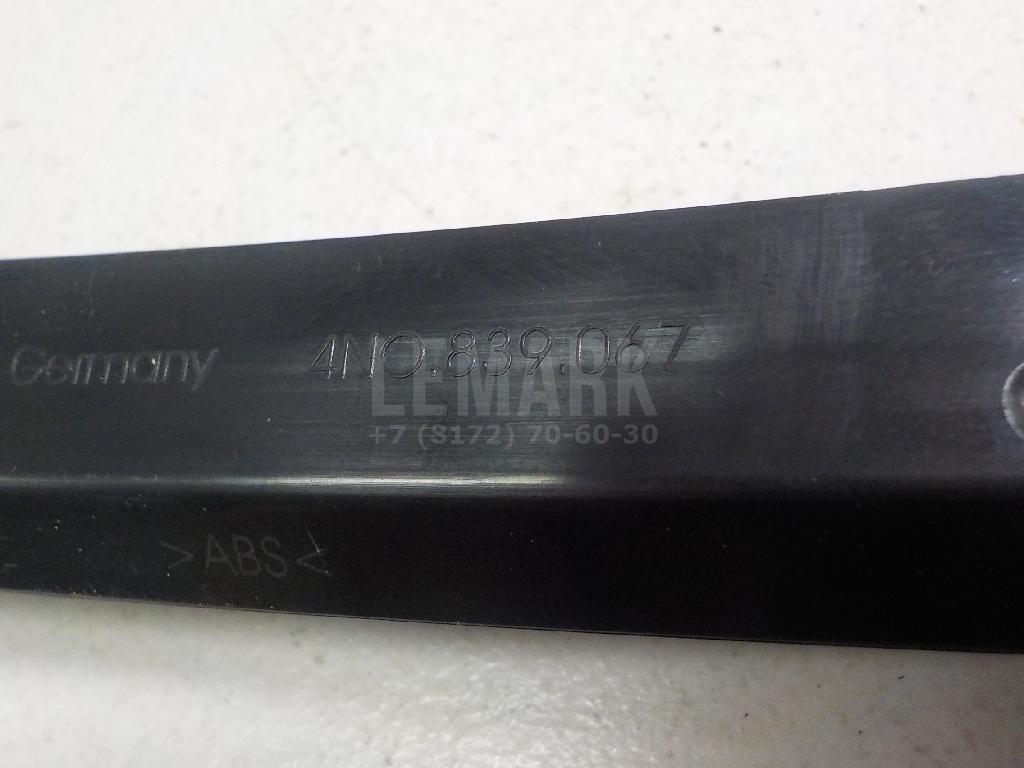 Germany 4N0.839.067
LEMARK
+7 (8172) 70-60-30
>ABS<